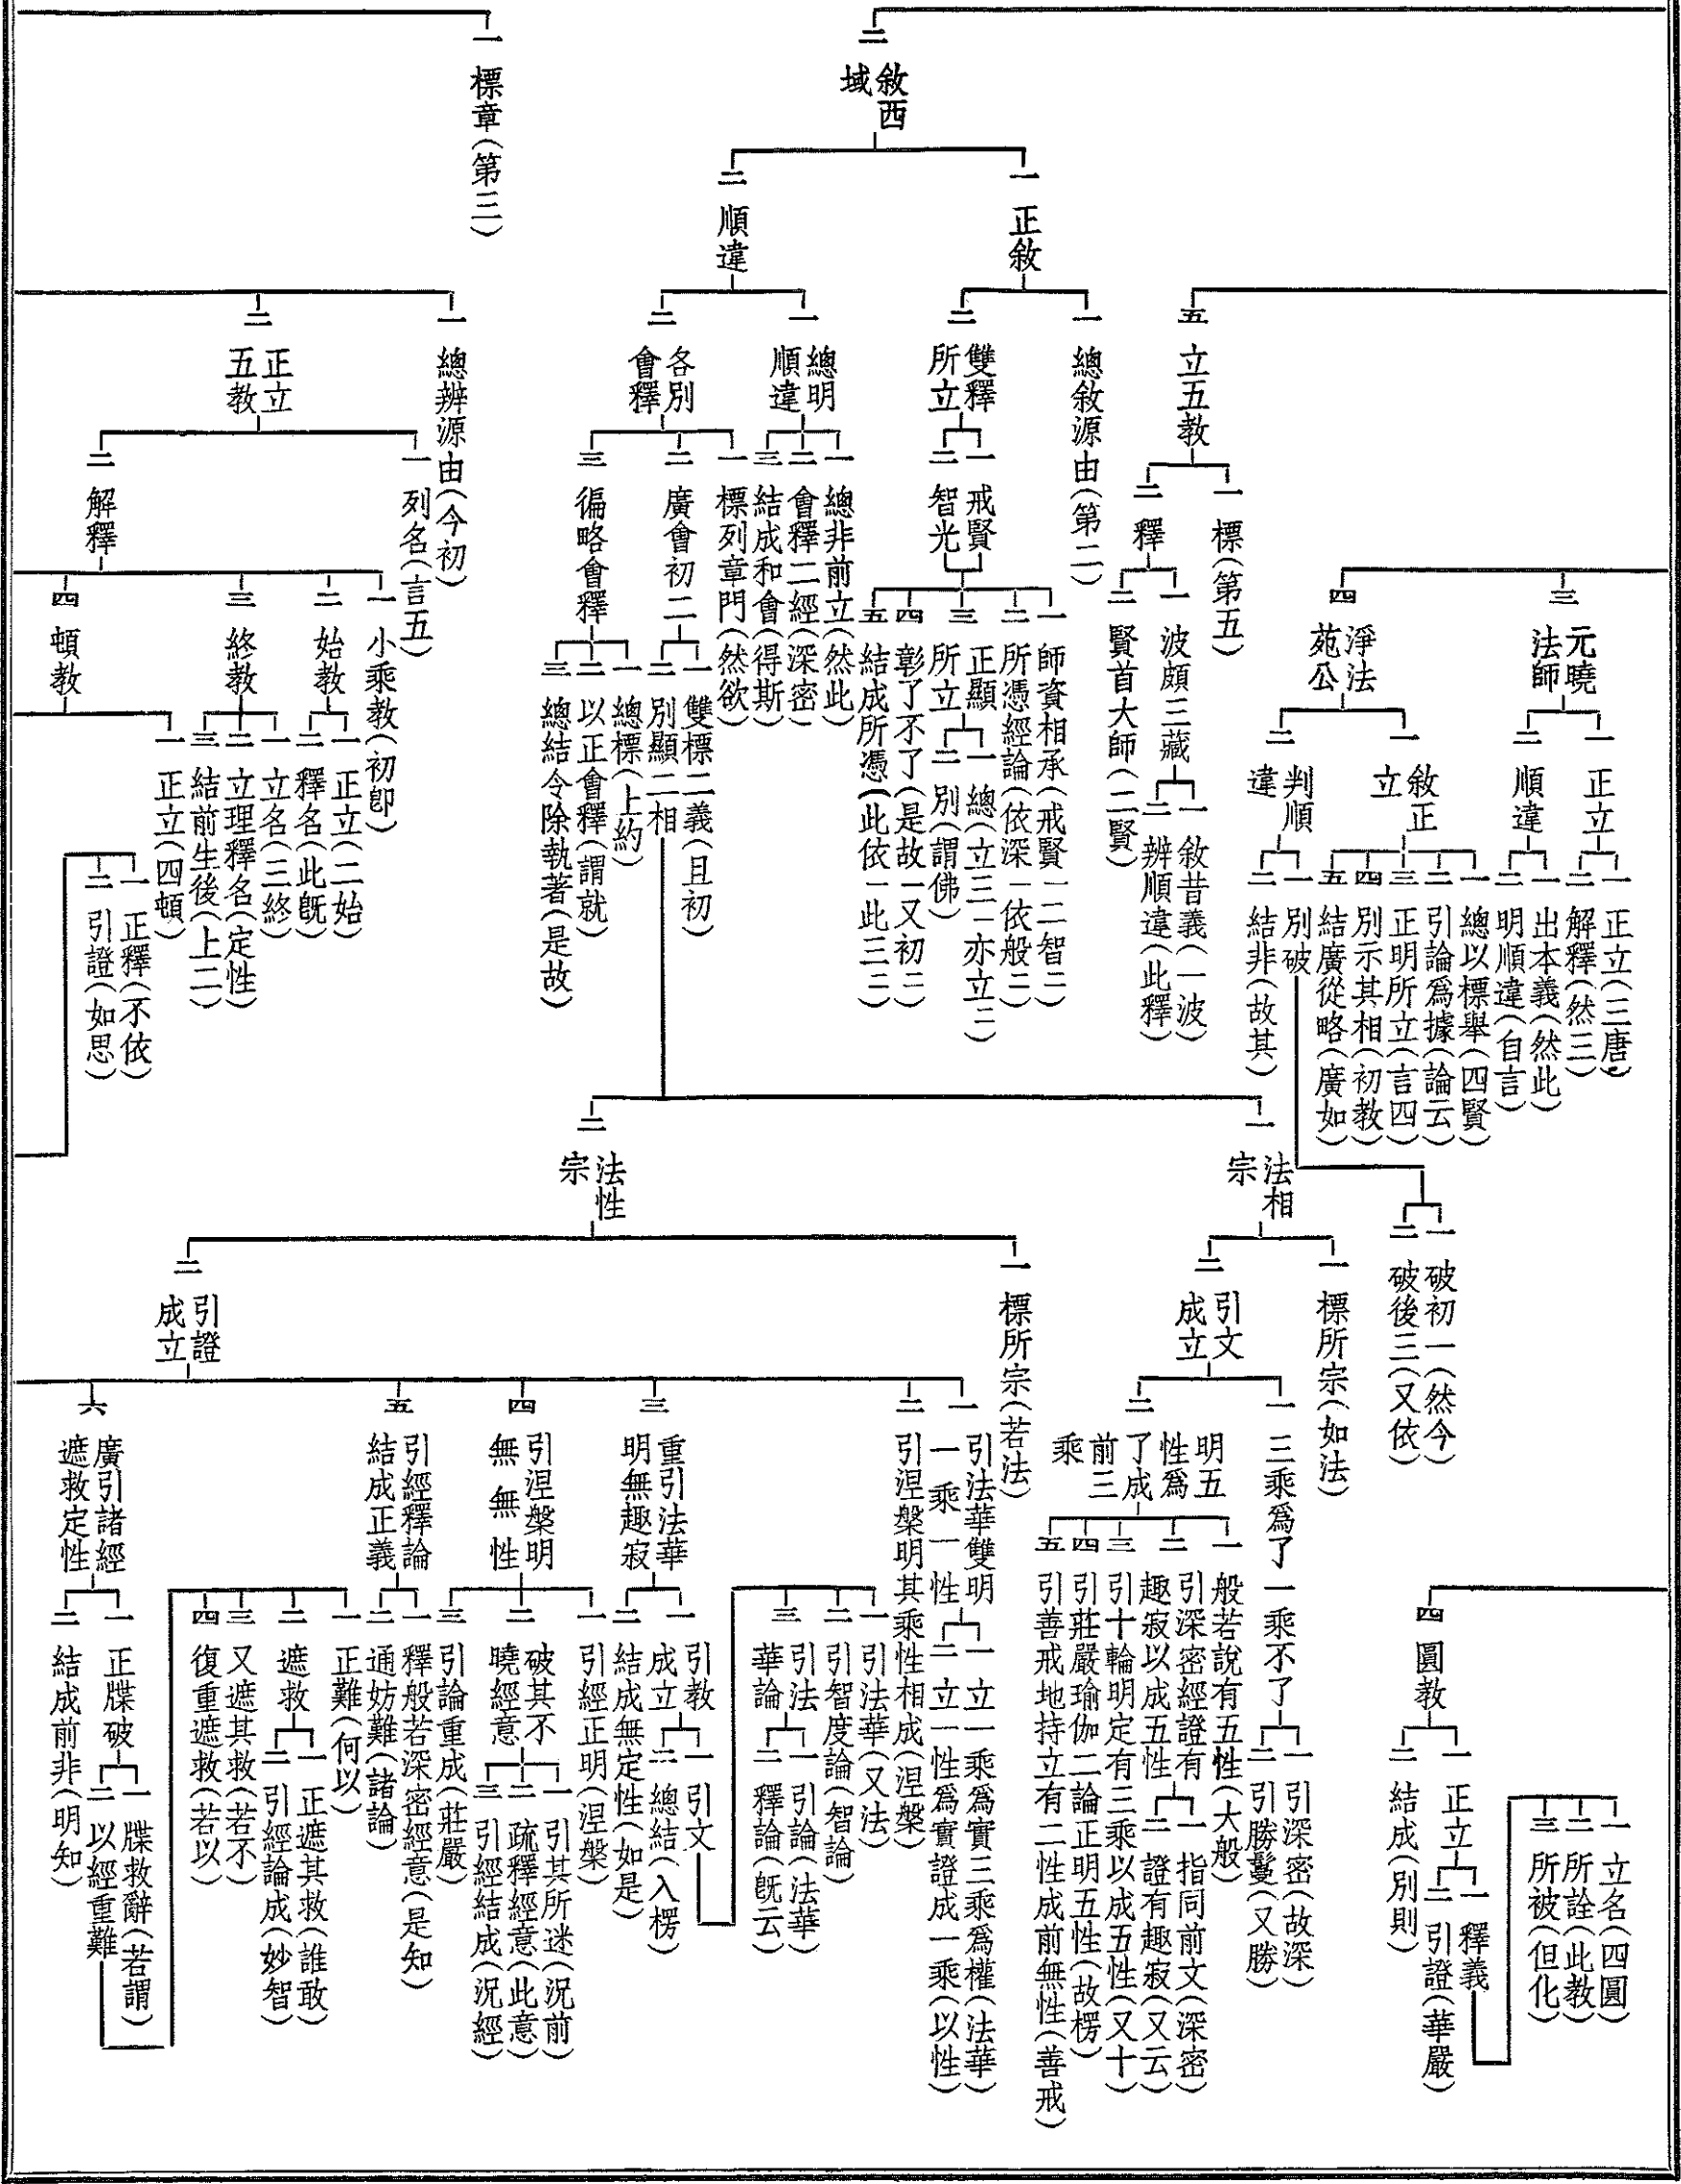 二 敘西域
一 正敘
一 總敘源由(第二)
二 雙釋所立
一 戒賢
二 智光
一 師資相承(戒賢一二智二)
二 所憑經論(依深一依般二)
三 正顯所立
一 總(立三一亦立二)
二 別(謂佛)
四 彰了不了(是故一又初二)
五 結成所憑(此依一此三二)
二 順違
一 總明順違
一 總非前立(然此)
二 會釋二經(深密)
三 結成和會(得斯)
二 各別會釋
一 標列章門(然欲)
二 廣會初二
一 雙標二義(且初)
二 別顯二相
三 徧略會釋
一 總標(上約)
二 以正會釋(謂就)
三 總結令除執著(是故)
五 立五教
一 標(第五)
二 釋
一 波頗三藏
一 敘昔義(一波)
二 辨順違(此釋)
二 賢首大師(二賢)
三 元曉法師
一 正立
一 正立(三唐)
二 解釋(然三)
二 順違
一 出本義(然此)
二 明順違(自言)
四 淨法苑公
一 敘正立
一 總以標舉(四賢)
二 引論爲據(論云)
三 正明所立(言四)
四 別示其相(初教)
五 結廣從略(廣如)
二 判順違
一 別破
二 結非(故其)
一 破初一(然今)
二 破後三(又依)
四 圓教
一 正立
一 釋義
二 引證(華嚴)
二 結成(別則)
一 立名(四圓)
二 所詮(此教)
三 所被(但化)
一 法相宗
一 標所宗(如法)
二 引文成立
一 三乘爲了一乘不了
一 引深密(故深)
二 引勝鬘(又勝)
二 明五性爲了成前三乘
一 般若說有五性(大般)
二 引深密經證有趣寂以成五性
一 指同前文(深密)
二 證有趣寂(又云)
三 引十輪明定有三乘以成五性(又十)
四 引莊嚴瑜伽二論正明五性(故楞)
五 引善戒地持立有二性成前無性(善戒)
二 法性宗
一 標所宗(若法)
二 引證成立
一 引法華雙明一乘一性
一 立一乘爲實三乘爲權(法華)
二 立一性爲實證成一乘(以性)
二 引涅槃明其乘性相成(涅槃)
三 重引法華明無趣寂
一 引教成立
一 引文
二 總結(入楞)
二 結成無定性(如是)
一 引法華(又法)
二 引智度論(智論)
三 引法華論
一 引論(法華)
二 釋論(旣云)
四 引涅槃明無無性
一 引經正明(涅槃)
二 破其不曉經意
一 引其所迷(況前)
二 疏釋經意(此意)
三 引經結成(況經)
三 引論重成(莊嚴)
五 引經釋論結成正義
一 釋般若深密經意(是知)
二 通妨難(諸論)
六 廣引諸經遮救定性
一 正牒破
一 牒救辭(若謂)
二 以經重難
二 結成前非(明知)
一 正難(何以)
二 遮救
一 正遮其救(誰敢)
二 引經論成(妙智)
三 又遮其救(若不)
四 復重遮救(若以)
一 標章(第三)
一 總辨源由(今初)
二 正立五教
一 列名(言五)
二 解釋
一 小乘教(初卽)
二 始教
一 正立(二始)
二 釋名(此旣)
三 終教
一 立名(三終)
二 立理釋名(定性)
三 結前生後(上二)
四 頓教
一 正立(四頓)
一 正釋(不依)
二 引證(如思)